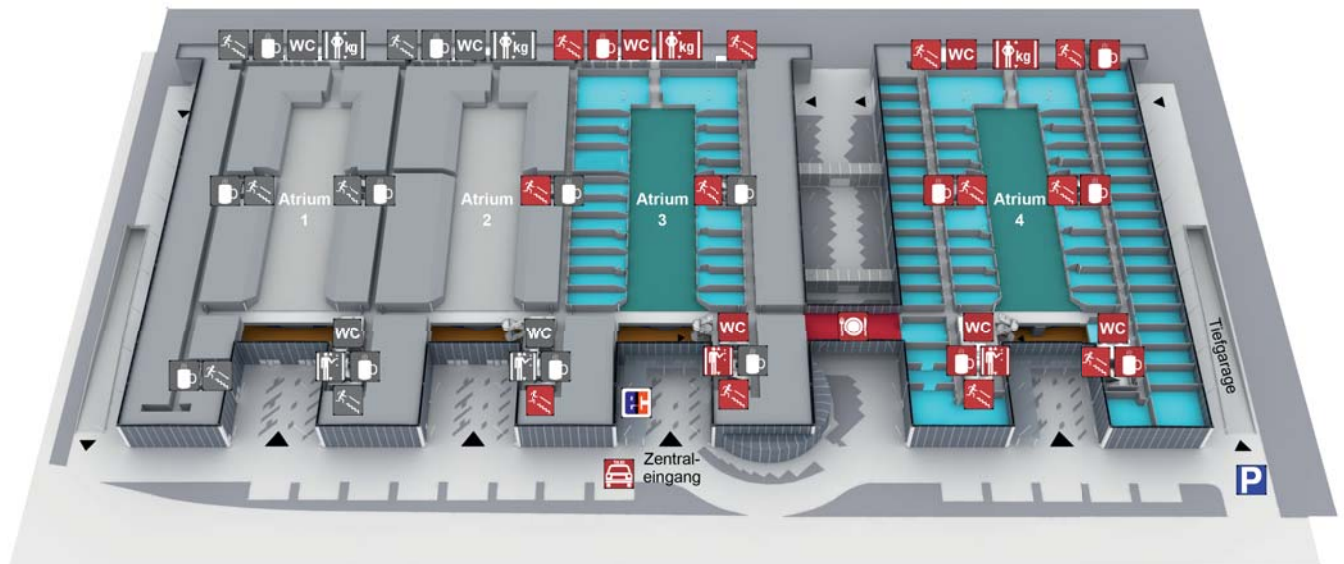 WC
kg
WC
kg
WC
kg
WC
kg
Atrium
1
Atrium
2
Atrium
3
Atrium
4
WC
WC
WC
WC
WC
Tiefgarage
TAXI
Zentral-
eingang
P